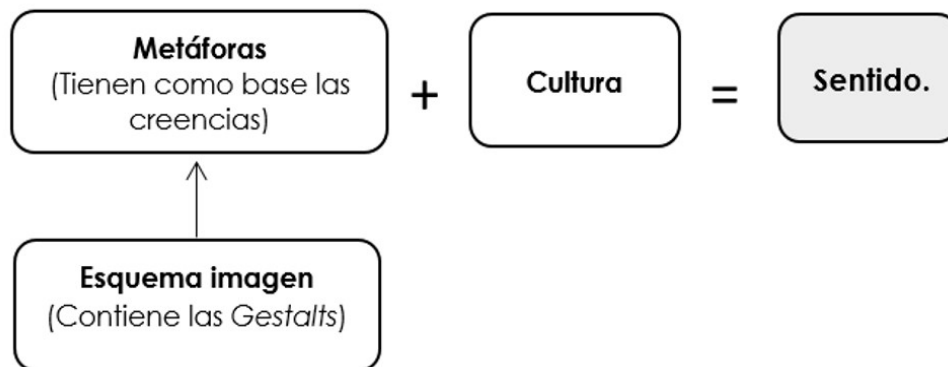 Metáforas
(Tienen como base las
creencias)
+
Cultura
=
Sentido.
Esquema imagen
(Contiene las Gestalts)